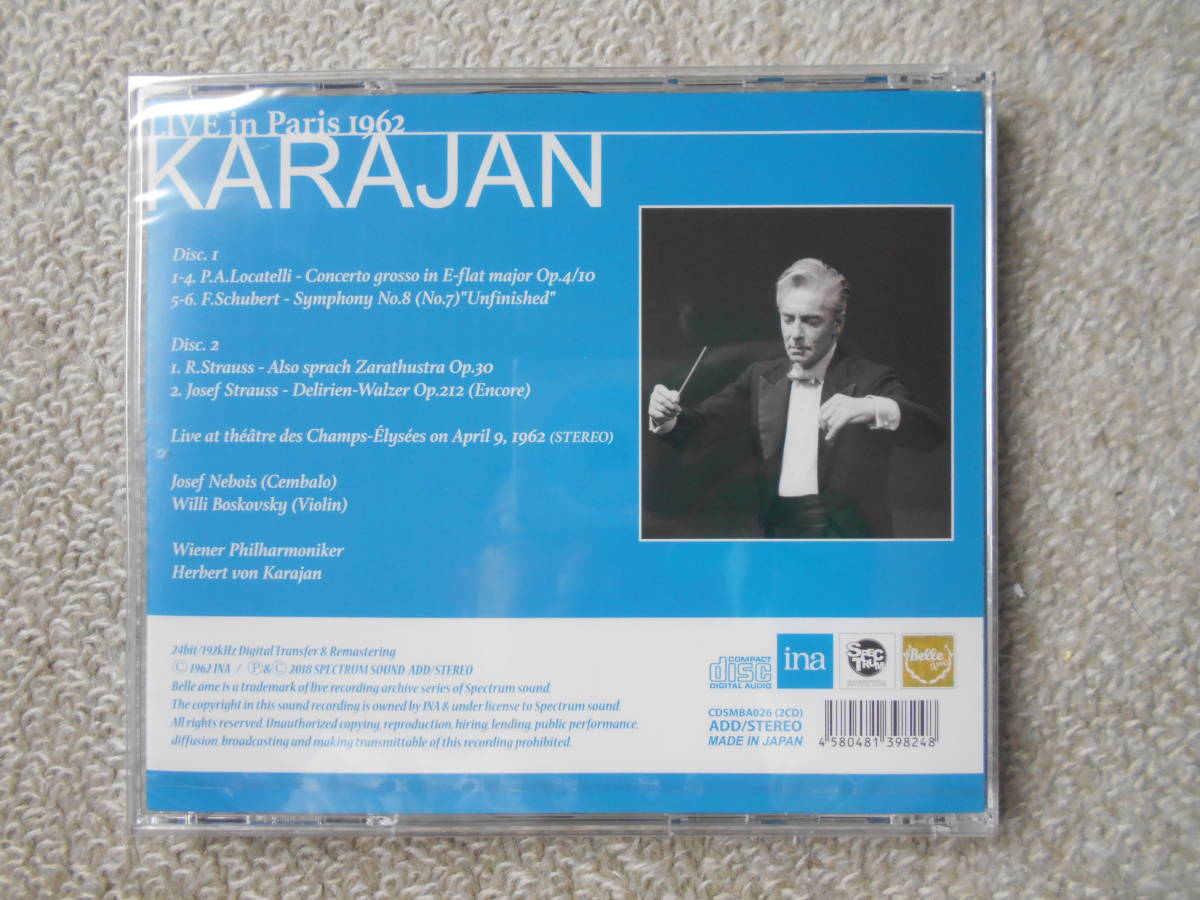 LIVE in Paris 1962
KARAJAN
Disc. 1
1-4. P.A.Locatelli - Concerto grosso in E-flat major Op.4/10
5-6. F.Schubert - Symphony No.8 (No.7)"Unfinished"
Disc. 2
1. R.Strauss - Also sprach Zarathustra Op.30
2. Josef Strauss - Delirien-Walzer Op.212 (Encore)
Live at théâtre des Champs-Élysées on April 9, 1962 (STEREO)
Josef Nebois (Cembalo)
Willi Boskovsky (Violin)
Wiener Philharmoniker
Herbert von Karajan
24bit/192kHz Digital Transfer & Remastering
Ⓒ 1962 INA / Ⓟ&Ⓒ 2018 SPECTRUM SOUND ADD/STEREO
Belle ame is a trademark of live recording archive series of Spectrum sound.
The copyright in this sound recording is owned by INA & under license to Spectrum sound.
All rights reserved. Unauthorized copying, reproduction, hiring, lending, public performance,
diffusion, broadcasting and making transmittable of this recording prohibited.
COMPACT
disc
DIGITAL AUDIO
ina
SPECTRUM
Belle
ame
CDSMBA026 (2CD)
ADD/STEREO
MADE IN JAPAN
4 580481 398248